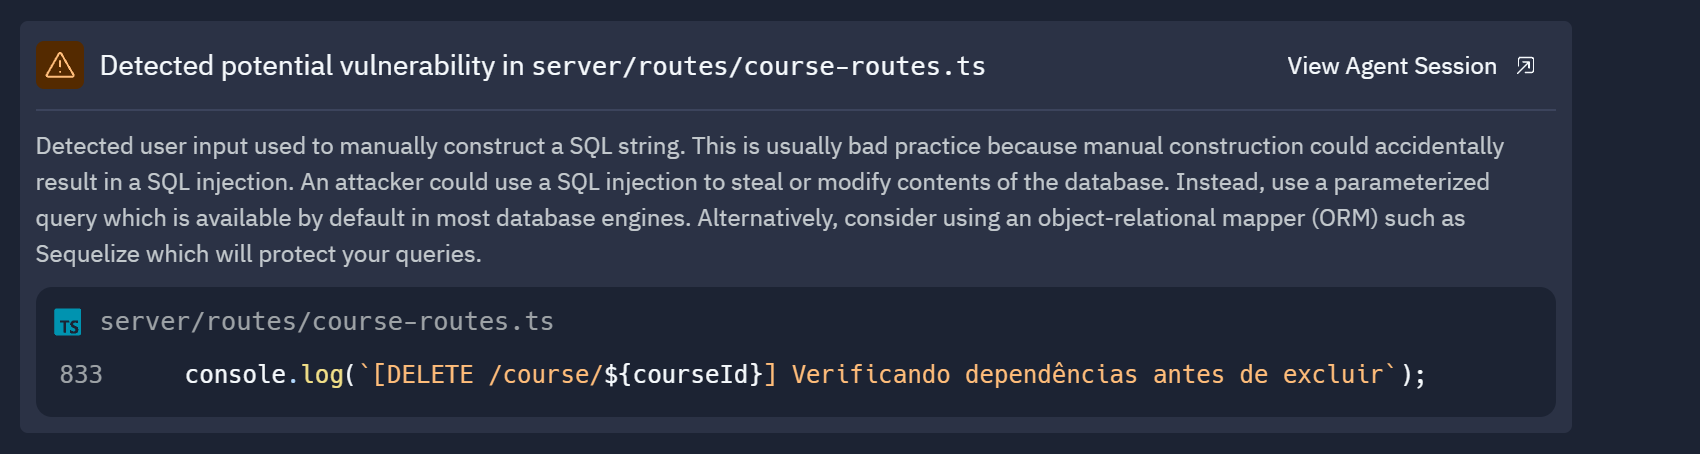 Detected potential vulnerability in server/routes/course-routes.ts
View Agent Session
Detected user input used to manually construct a SQL string. This is usually bad practice because manual construction could accidentally
result in a SQL injection. An attacker could use a SQL injection to steal or modify contents of the database. Instead, use a parameterized
query which is available by default in most database engines. Alternatively, consider using an object-relational mapper (ORM) such as
Sequelize which will protect your queries.
TS server/routes/course-routes.ts
833 console.log(`[DELETE /course/${courseId}] Verificando dependências antes de excluir`);